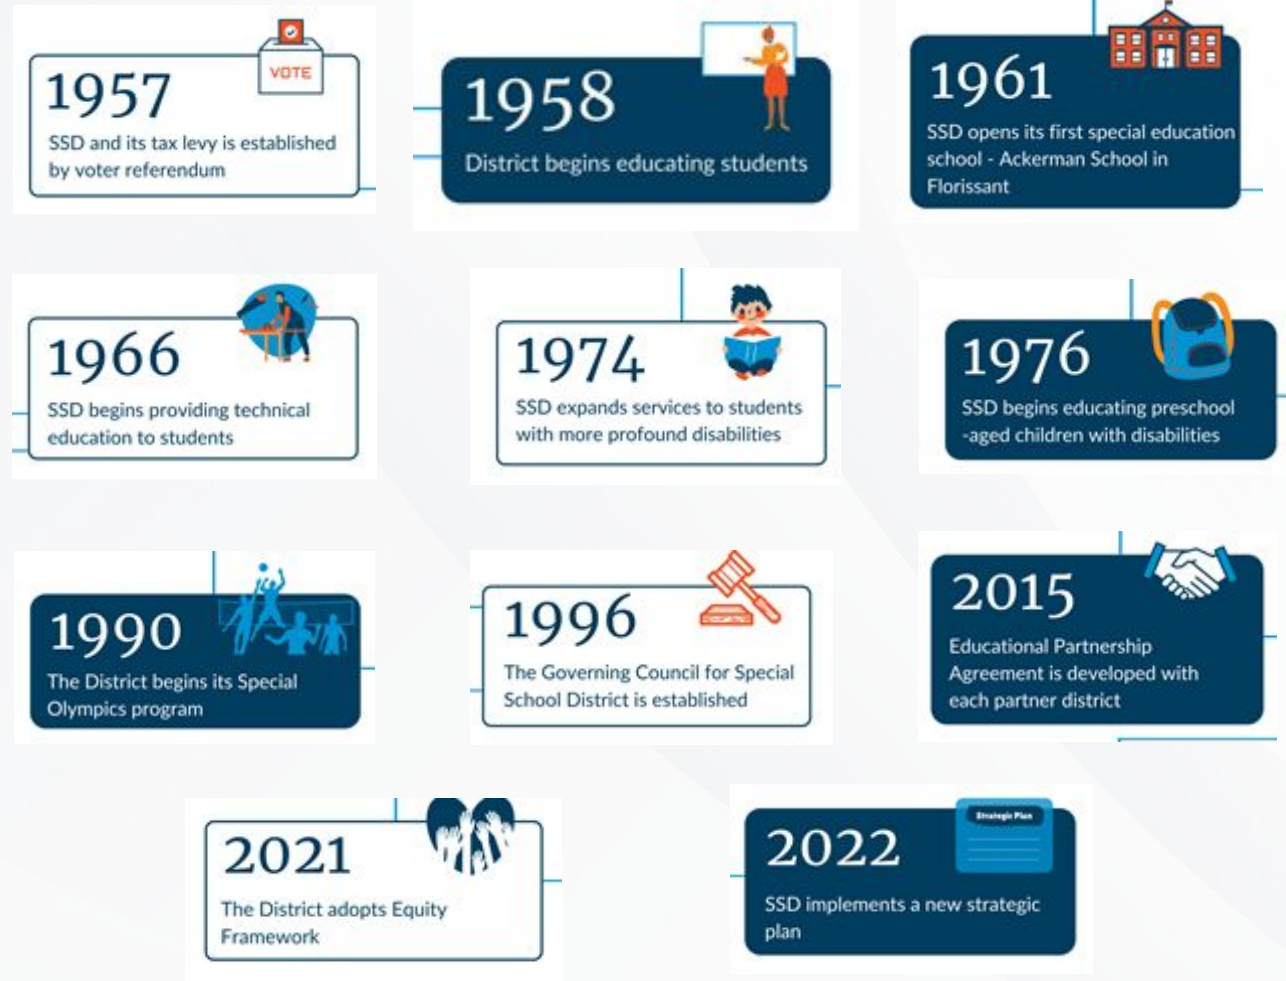 VOTE
1957
SSD and its tax levy is established
by voter referendum
1958
District begins educating students
1961
SSD opens its first special education
school - Ackerman School in
Florissant
1966
SSD begins providing technical
education to students
1974
SSD expands services to students
with more profound disabilities
1976
SSD begins educating preschool
-aged children with disabilities
1990
The District begins its Special
Olympics program
1996
The Governing Council for Special
School District is established
2015
Educational Partnership
Agreement is developed with
each partner district
2021
The District adopts Equity
Framework
Strategic Plan
2022
SSD implements a new strategic
plan